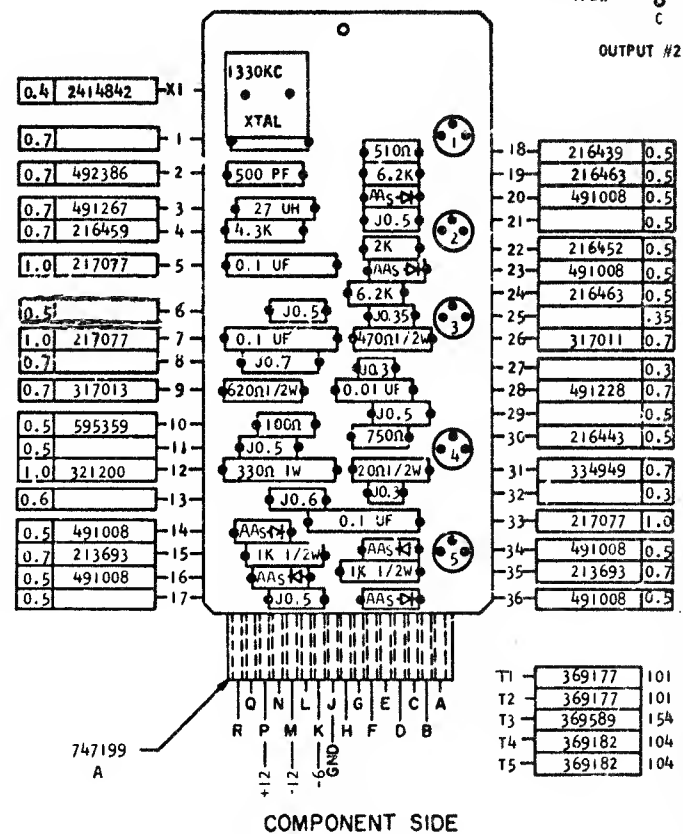 C
OUTPUT #2
1330KC
XTAL
0.4 2414842 X1
0.7 1
0.7 492386 2 500 PF
0.7 491267 3 27 UH
0.7 216459 4 4.3K
1.0 217077 5 0.1 UF
0.5 6 J0.5
1.0 217077 7 0.1 UF
0.7 8 J0.7
0.7 317013 9 620Ω1/2W
0.5 595359 10 100Ω
0.5 11 J0.5
1.0 321200 12 330Ω 1W
0.6 13 J0.6
0.5 491008 14 AAS
0.7 213693 15 1K 1/2W
0.5 491008 16 AAS
0.5 17 J0.5
1
2
3
4
5
510Ω 18 216439 0.5
6.2K 19 216463 0.5
AAS 20 491008 0.5
J0.5 21 0.5
2K 22 216452 0.5
AAS 23 491008 0.5
6.2K 24 216463 0.5
J0.35 25 .35
470Ω1/2W 26 317011 0.7
J0.3 27 0.3
0.01 UF 28 491228 0.7
J0.5 29 0.5
750Ω 30 216443 0.5
20Ω1/2W 31 334949 0.7
J0.3 32 0.3
0.1 UF 33 217077 1.0
AAS 34 491008 0.5
1K 1/2W 35 213693 0.7
AAS 36 491008 0.5
Q N L J G E C A
R P M K H F D B
+12 -12 -6 GND
747199
A
T1 369177 101
T2 369177 101
T3 369589 154
T4 369182 104
T5 369182 104
COMPONENT SIDE